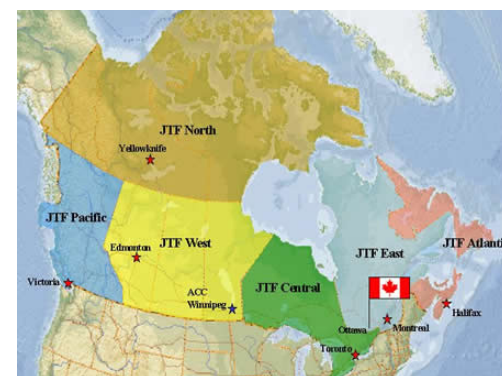 JTF North
Yellowknife
JTF Pacific
JTF West
Edmonton
JTF East
JTF Atlanti
Victoria
ACC
Winnipeg
JTF Central
Halifax
Ottawa
Montreal
Toronto